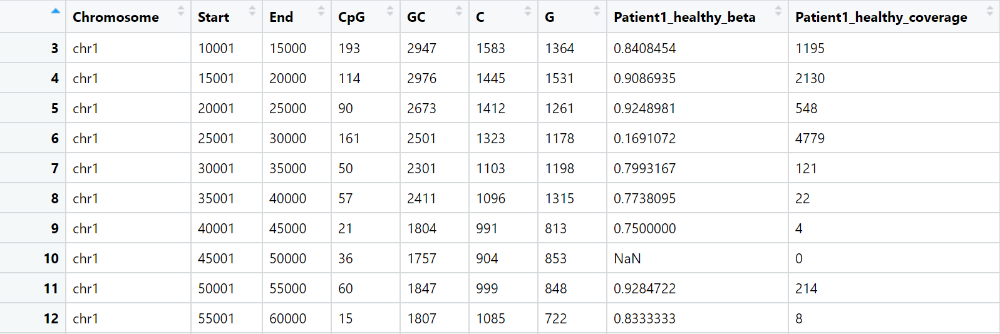 Chromosome Start End CpG GC C G Patient1_healthy_beta Patient1_healthy_coverage
3 chr1 10001 15000 193 2947 1583 1364 0.8408454 1195
4 chr1 15001 20000 114 2976 1445 1531 0.9086935 2130
5 chr1 20001 25000 90 2673 1412 1261 0.9248981 548
6 chr1 25001 30000 161 2501 1323 1178 0.1691072 4779
7 chr1 30001 35000 50 2301 1103 1198 0.7993167 121
8 chr1 35001 40000 57 2411 1096 1315 0.7738095 22
9 chr1 40001 45000 21 1804 991 813 0.7500000 4
10 chr1 45001 50000 36 1757 904 853 NaN 0
11 chr1 50001 55000 60 1847 999 848 0.9284722 214
12 chr1 55001 60000 15 1807 1085 722 0.8333333 8